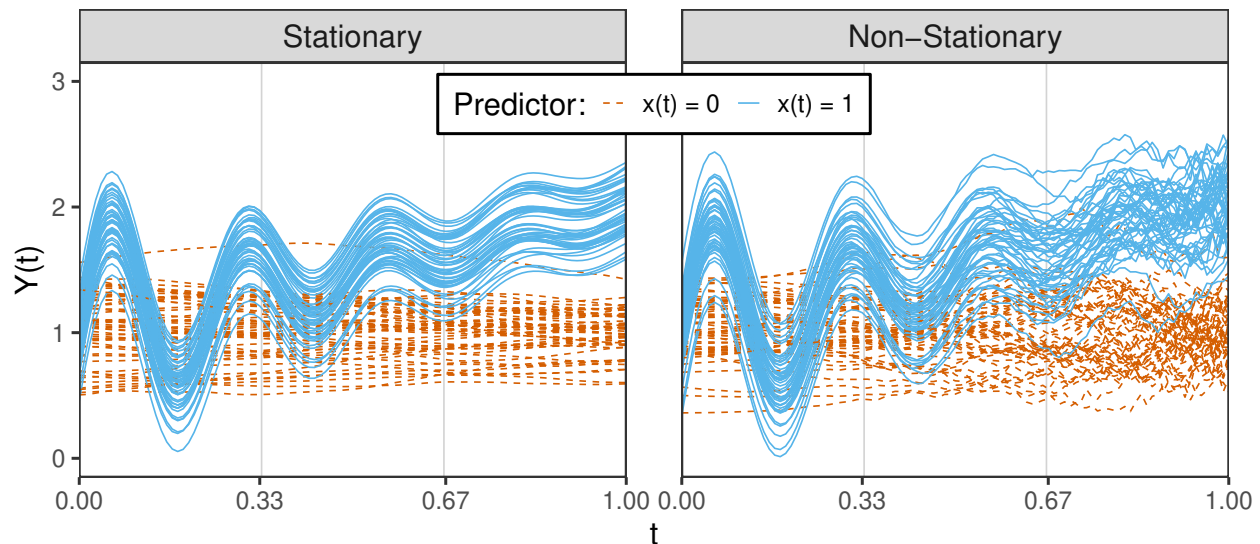 Stationary
Non−Stationary
Predictor: x(t) = 0 x(t) = 1
Y(t)
3
2
1
0
0.00 0.33 0.67 1.00 0.00 0.33 0.67 1.00
t